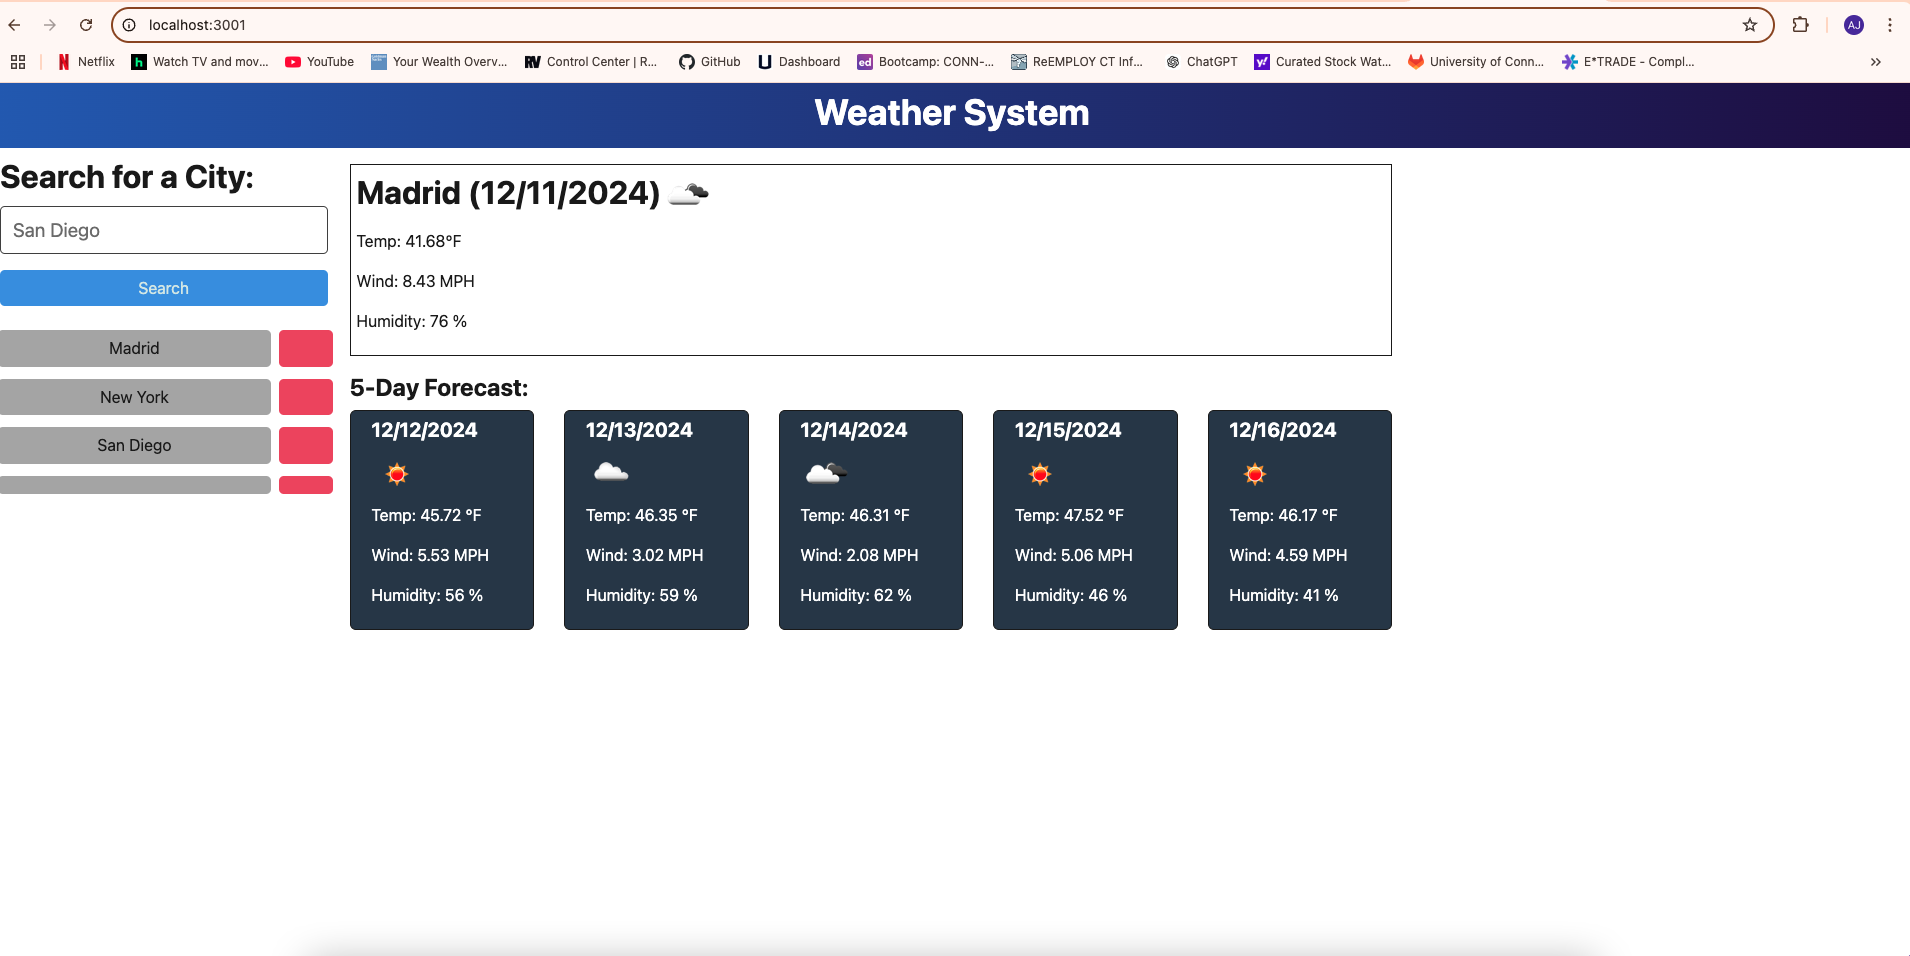 localhost:3001
AJ
Netflix
Watch TV and mov...
YouTube
Your Wealth Overv...
Control Center | R...
GitHub
Dashboard
Bootcamp: CONN-...
ReEMPLOY CT Inf...
ChatGPT
Curated Stock Wat...
University of Conn...
E*TRADE - Compl...
Weather System
Search for a City:
San Diego
Search
Madrid
New York
San Diego
Madrid (12/11/2024)
Temp: 41.68°F
Wind: 8.43 MPH
Humidity: 76 %
5-Day Forecast:
12/12/2024
Temp: 45.72 °F
Wind: 5.53 MPH
Humidity: 56 %
12/13/2024
Temp: 46.35 °F
Wind: 3.02 MPH
Humidity: 59 %
12/14/2024
Temp: 46.31 °F
Wind: 2.08 MPH
Humidity: 62 %
12/15/2024
Temp: 47.52 °F
Wind: 5.06 MPH
Humidity: 46 %
12/16/2024
Temp: 46.17 °F
Wind: 4.59 MPH
Humidity: 41 %